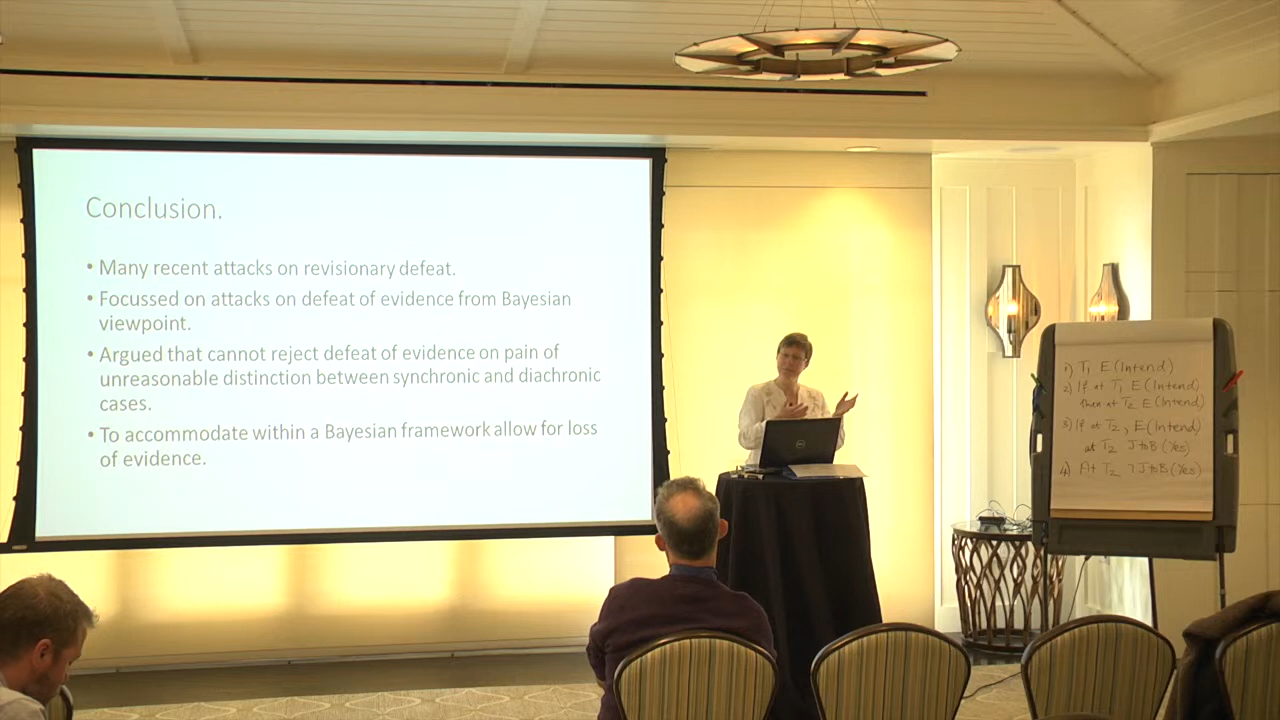 Conclusion.
• Many recent attacks on revisionary defeat.
• Focussed on attacks on defeat of evidence from Bayesian
viewpoint.
• Argued that cannot reject defeat of evidence on pain of
unreasonable distinction between synchronic and diachronic
cases.
• To accommodate within a Bayesian framework allow for loss
of evidence.
DELL
1) T1 E(Intend)
2) If at T1 E(Intend)
then at T2 E(Intend)
3) If at T2, E(Intend)
at T2 JtoB(Yes)
4) At T2 ¬JtoB(Yes)